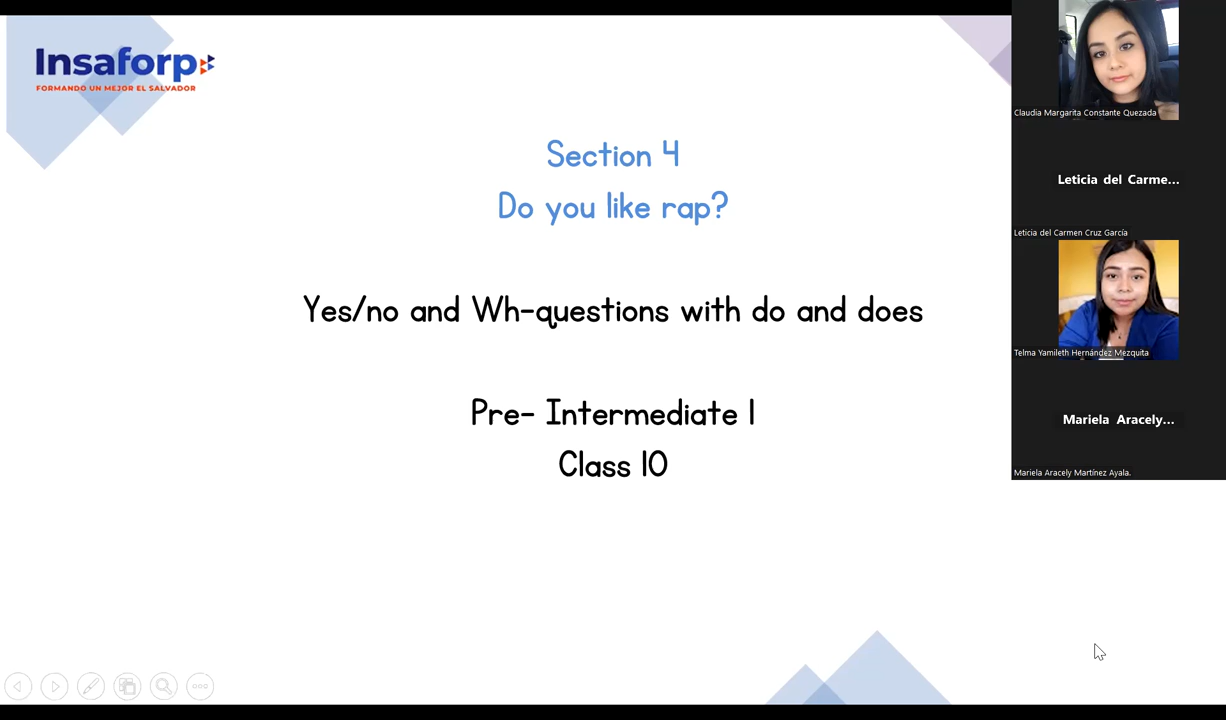 Insaforp
FORMANDO UN MEJOR EL SALVADOR
Section 4
Do you like rap?
Yes/no and Wh-questions with do and does
Pre- Intermediate 1
Class 10
Claudia Margarita Constante Quezada
Leticia del Carme...
Leticia del Carmen Cruz García
Telma Yamileth Hernández Mezquita
Mariela Aracely...
Mariela Aracely Martínez Ayala.